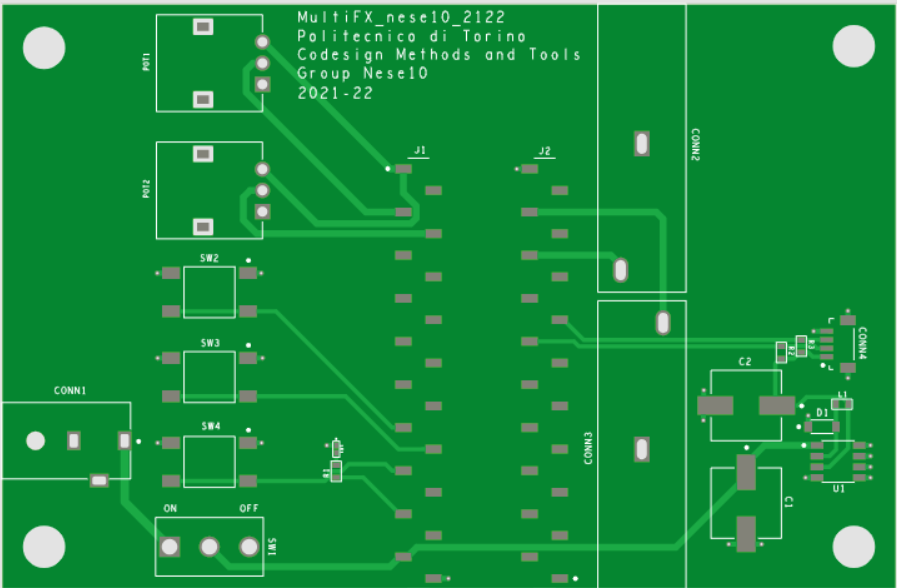 MultiFX_nese10_2122
Politecnico di Torino
Codesign Methods and Tools
Group Nese10
2021-22
POT1
POT2
J1
J2
CONN2
SW2
SW3
SW4
CONN1
ON
OFF
SW1
R1
CONN3
CONN4
R2
R3
C2
L1
D1
U1
C1